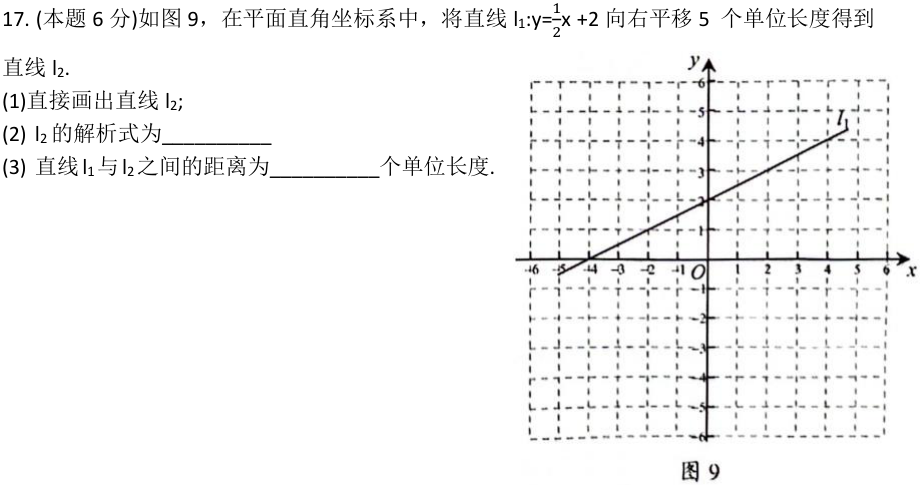 17. (本题 6 分)如图 9，在平面直角坐标系中，将直线 l₁:y=½x +2 向右平移 5 个单位长度得到
直线 l₂.
(1)直接画出直线 l₂;
(2) l₂的解析式为__________
(3) 直线 l₁与 l₂之间的距离为__________个单位长度.
y
6
5
l₁
4
3
2
1
-6 -5 -4 -3 -2 -1 O 1 2 3 4 5 6 x
-1
-2
-3
-4
-5
-6
图 9